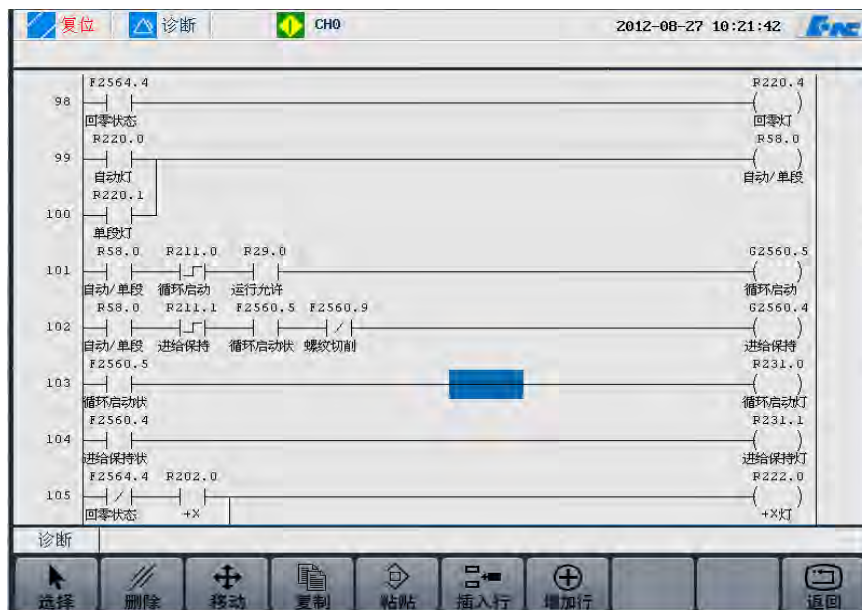 复位 诊断 CH0 2012-08-27 10:21:42
F2564.4 R220.4
98
回零状态 回零灯
R220.0 R58.0
99
自动灯 自动/单段
R220.1
100
单段灯
R58.0 R211.0 R29.0 G2560.5
101
自动/单段 循环启动 运行允许 循环启动
R58.0 R211.1 F2560.5 F2560.9 G2560.4
102
自动/单段 进给保持 循环启动状 螺纹切削 进给保持
F2560.5 R231.0
103
循环启动状 循环启动灯
F2560.4 R231.1
104
进给保持状 进给保持灯
F2564.4 R202.0 R222.0
105
回零状态 +X +X灯
诊断
选择 删除 移动 复制 粘贴 插入行 增加行 返回